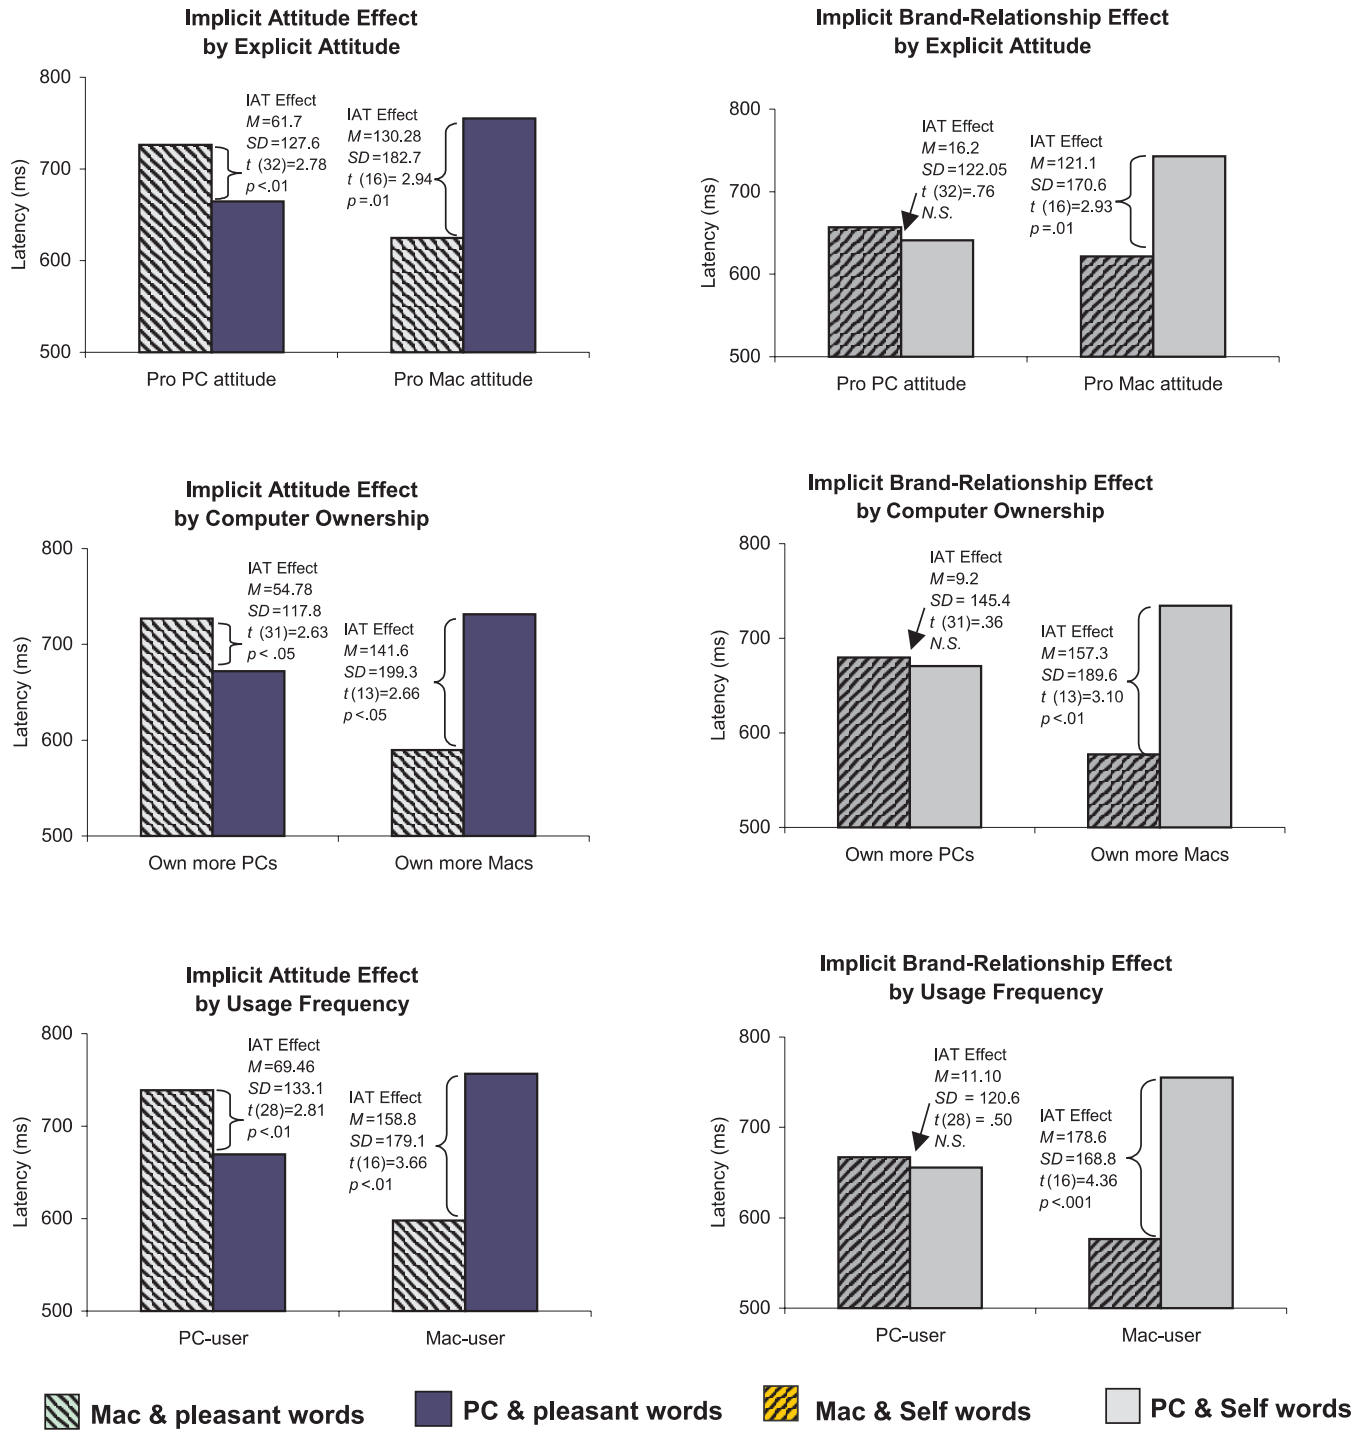 Implicit Attitude Effect
by Explicit Attitude
800
700
600
500
Latency (ms)
IAT Effect
M=61.7
SD=127.6
t (32)=2.78
p<.01
IAT Effect
M=130.28
SD=182.7
t (16)= 2.94
p=.01
Pro PC attitude
Pro Mac attitude
Implicit Brand-Relationship Effect
by Explicit Attitude
800
700
600
500
Latency (ms)
IAT Effect
M=16.2
SD=122.05
t (32)=.76
N.S.
IAT Effect
M=121.1
SD=170.6
t (16)=2.93
p=.01
Pro PC attitude
Pro Mac attitude
Implicit Attitude Effect
by Computer Ownership
800
700
600
500
Latency (ms)
IAT Effect
M=54.78
SD=117.8
t (31)=2.63
p< .05
IAT Effect
M=141.6
SD=199.3
t(13)=2.66
p<.05
Own more PCs
Own more Macs
Implicit Brand-Relationship Effect
by Computer Ownership
800
700
600
500
Latency (ms)
IAT Effect
M=9.2
SD= 145.4
t (31)=.36
N.S.
IAT Effect
M=157.3
SD=189.6
t (13)=3.10
p<.01
Own more PCs
Own more Macs
Implicit Attitude Effect
by Usage Frequency
800
700
600
500
Latency (ms)
IAT Effect
M=69.46
SD=133.1
t(28)=2.81
p<.01
IAT Effect
M=158.8
SD=179.1
t(16)=3.66
p<.01
PC-user
Mac-user
Implicit Brand-Relationship Effect
by Usage Frequency
800
700
600
500
Latency (ms)
IAT Effect
M=11.10
SD = 120.6
t(28) = .50
N.S.
IAT Effect
M=178.6
SD=168.8
t(16)=4.36
p<.001
PC-user
Mac-user
Mac & pleasant words
PC & pleasant words
Mac & Self words
PC & Self words